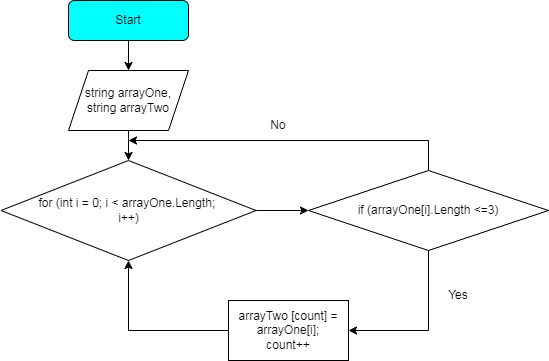 Start
string arrayOne,
string arrayTwo
No
for (int i = 0; i < arrayOne.Length;
i++)
if (arrayOne[i].Length <=3)
Yes
arrayTwo [count] =
arrayOne[i];
count++